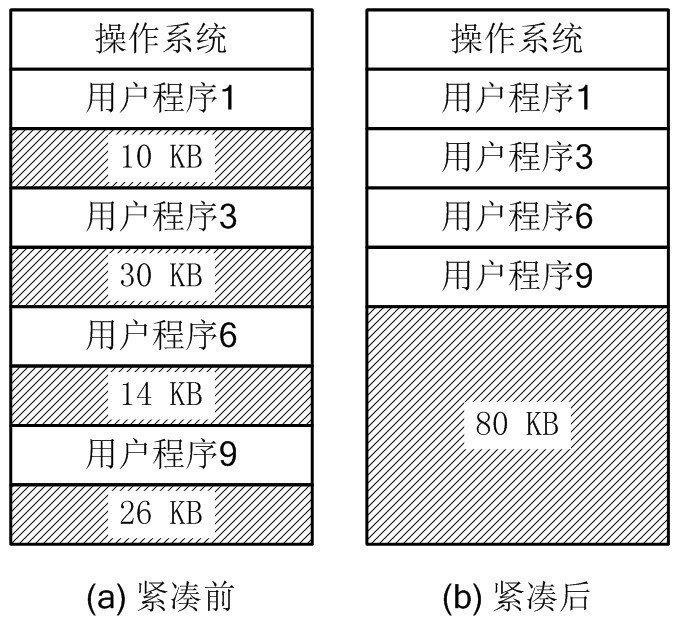 操作系统
用户程序1
10 KB
用户程序3
30 KB
用户程序6
14 KB
用户程序9
26 KB
(a) 紧凑前
操作系统
用户程序1
用户程序3
用户程序6
用户程序9
80 KB
(b) 紧凑后